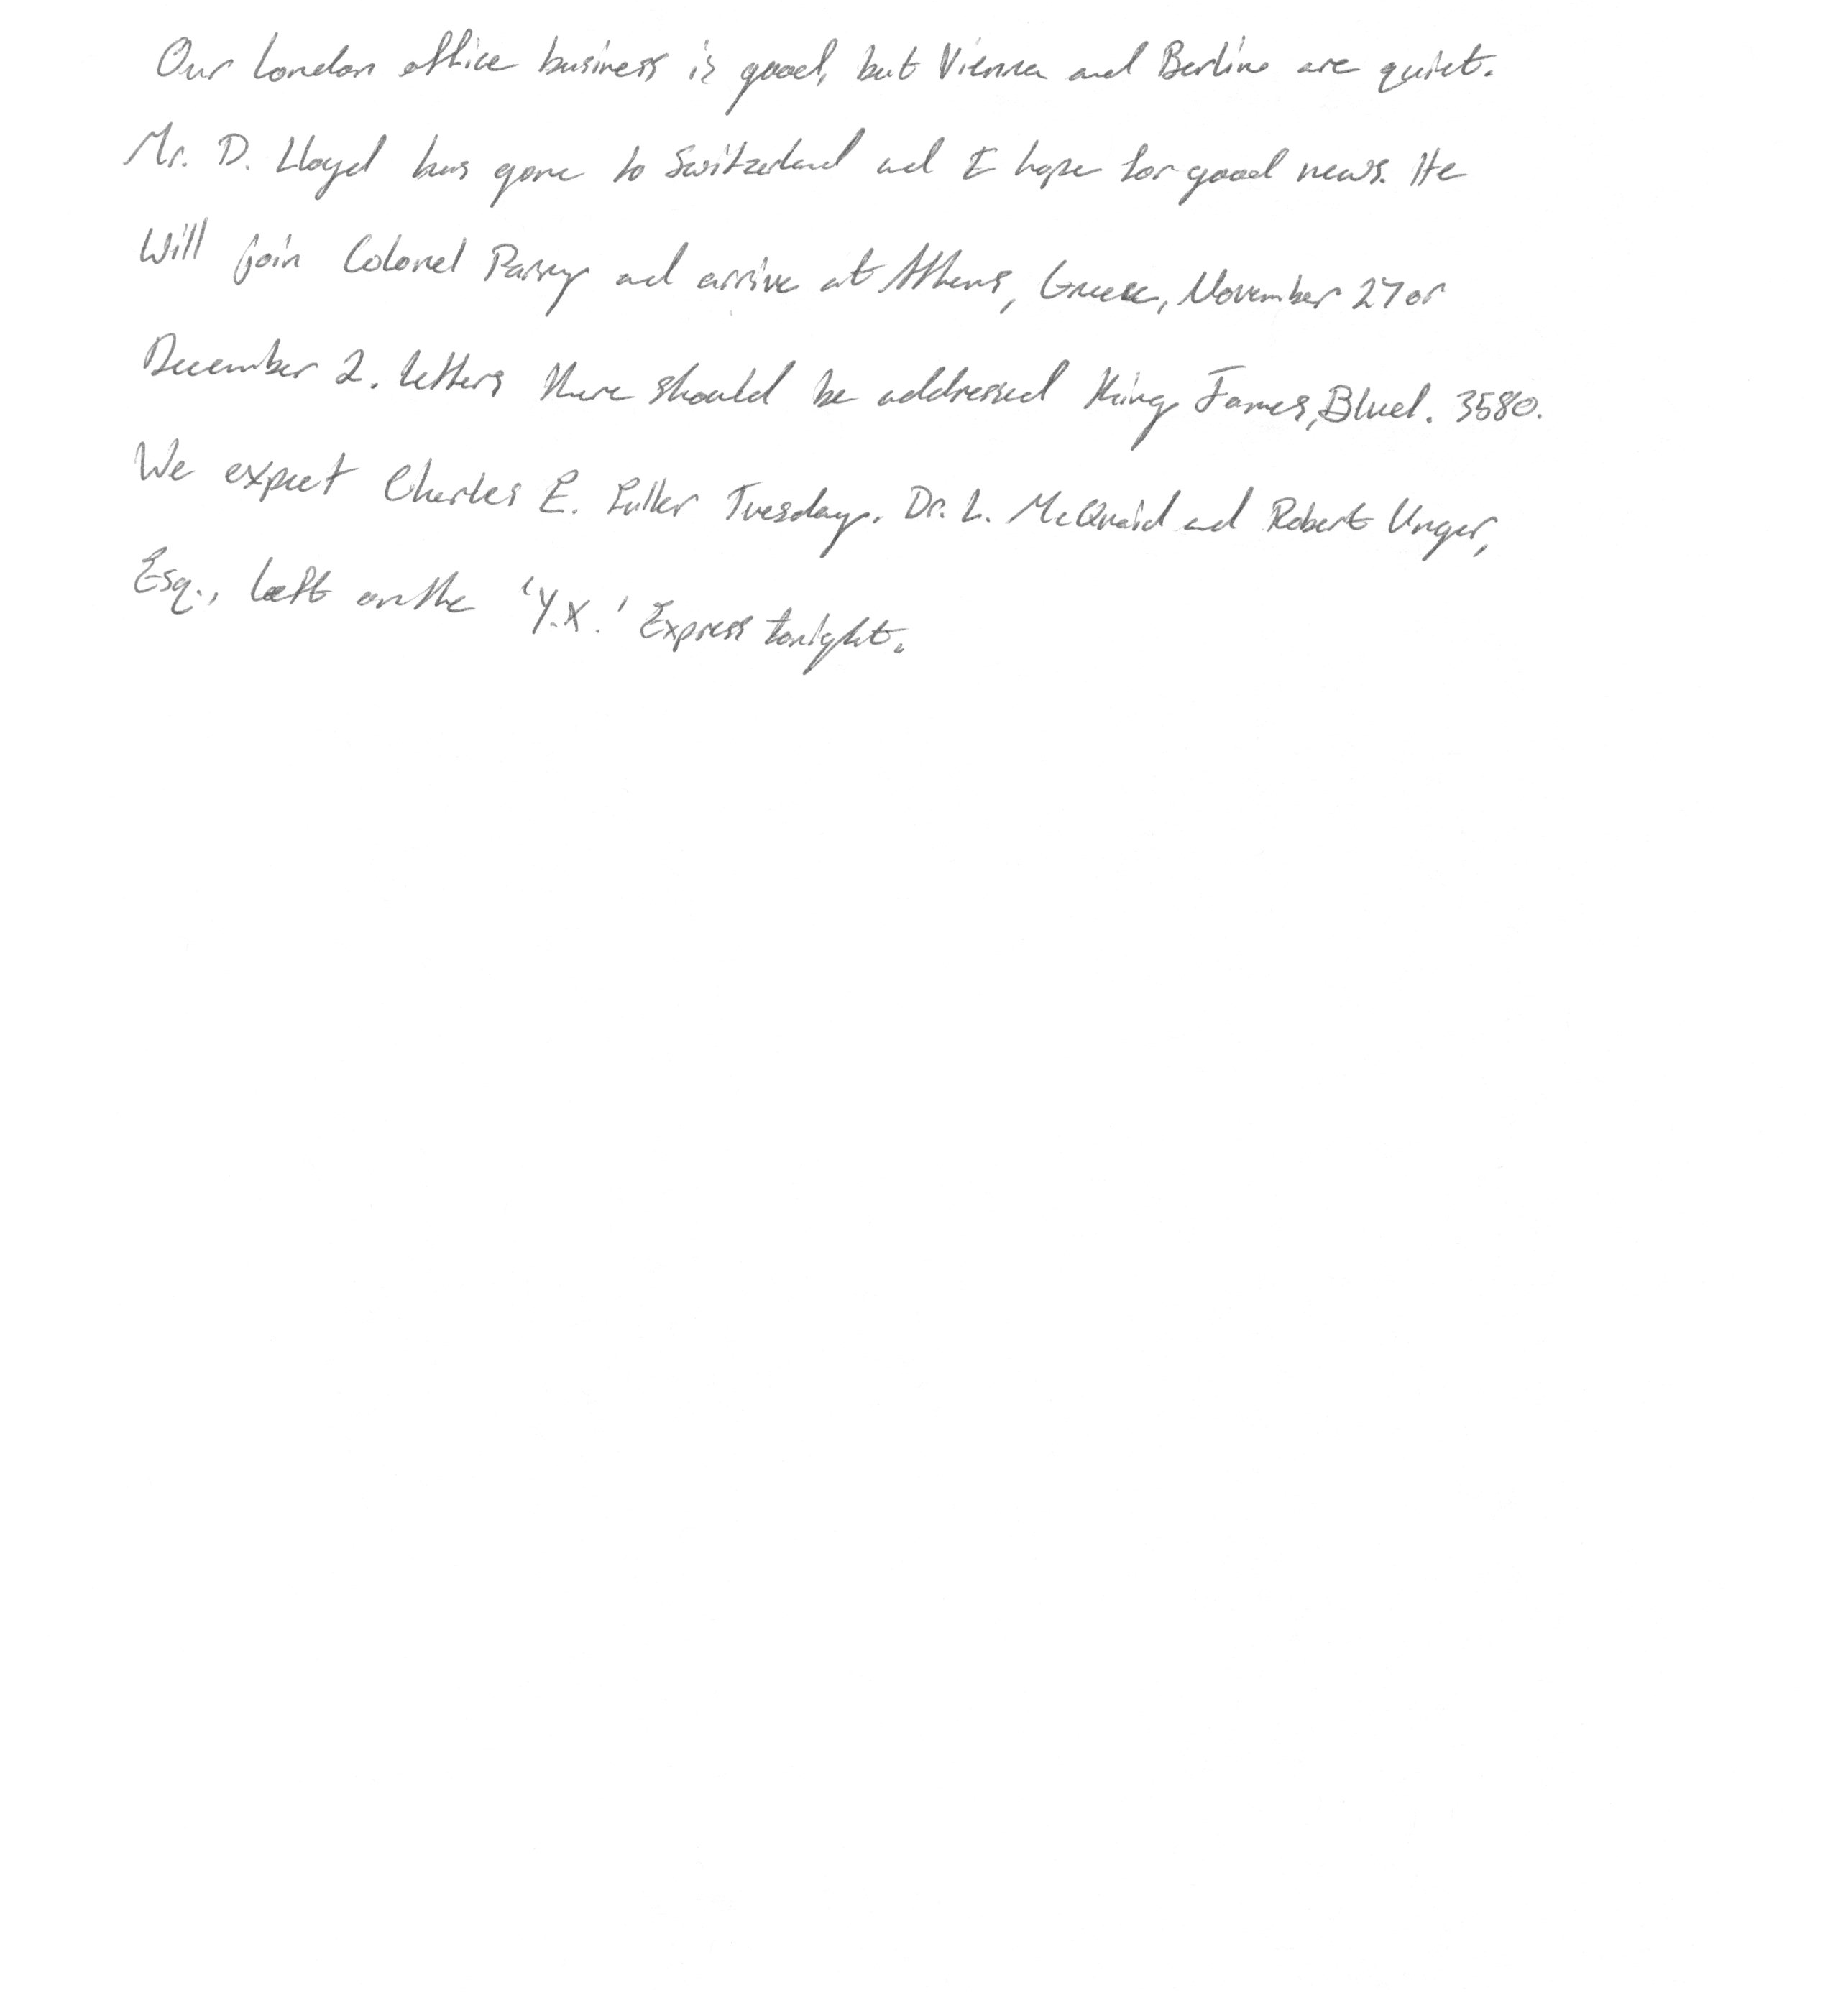 Our London office business is good, but Vienna and Berline are quiet.
Mr. D. Lloyd has gone to Switzerland and I hope for good news. He
Will join Colonel Parry and arrive at Athens, Greece, November 27 or
December 2. Letters there should be addressed King James, Blvd. 3580.
We expect Charles E. Fuller Tuesday. Dr. L. McQuaid and Robert Unger,
Esq., left on the 'Y.X.' Express tonight.